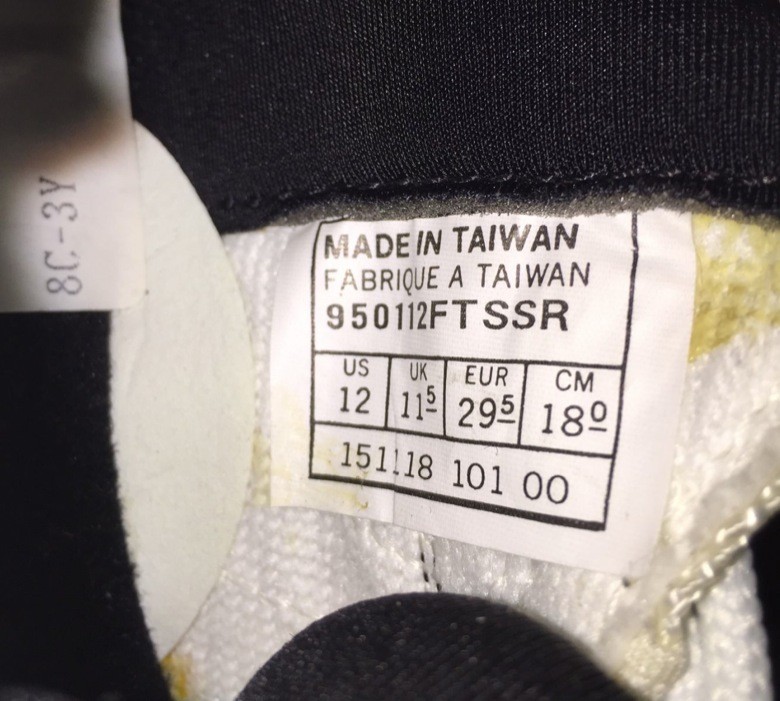 8C-3Y
MADE IN TAIWAN
FABRIQUE A TAIWAN
950112FTSSR
US UK EUR CM
12 11⁵ 29⁵ 18⁰
151118 101 00